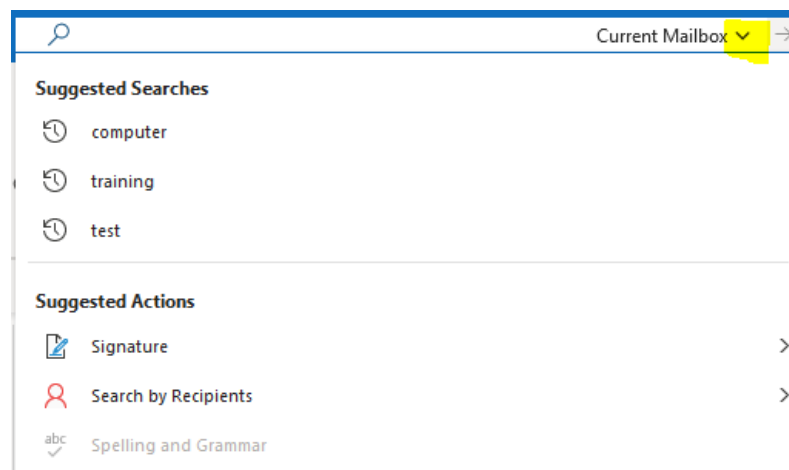 Current Mailbox
Suggested Searches
computer
training
test
Suggested Actions
Signature
Search by Recipients
abc
Spelling and Grammar